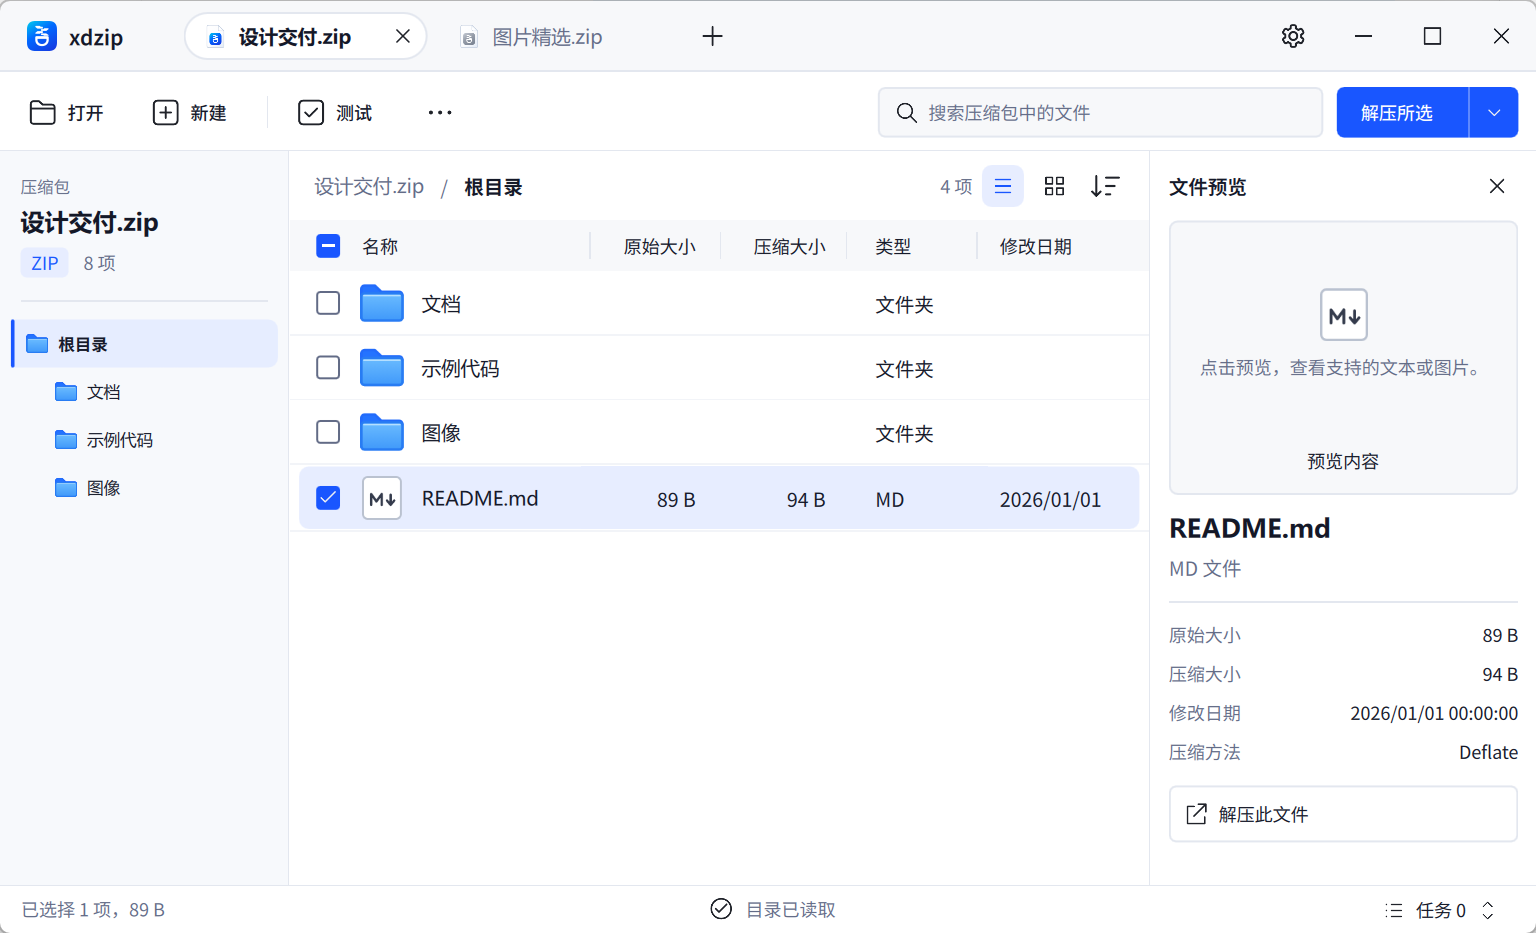 xdzip
设计交付.zip
图片精选.zip
打开
新建
测试
搜索压缩包中的文件
解压所选
压缩包
设计交付.zip
ZIP
8 项
根目录
文档
示例代码
图像
设计交付.zip / 根目录
4 项
名称 原始大小 压缩大小 类型 修改日期
文档 文件夹
示例代码 文件夹
图像 文件夹
M↓ README.md 89 B 94 B MD 2026/01/01
文件预览
M↓
点击预览，查看支持的文本或图片。
预览内容
README.md
MD 文件
原始大小 89 B
压缩大小 94 B
修改日期 2026/01/01 00:00:00
压缩方法 Deflate
解压此文件
已选择 1 项，89 B
目录已读取
任务 0